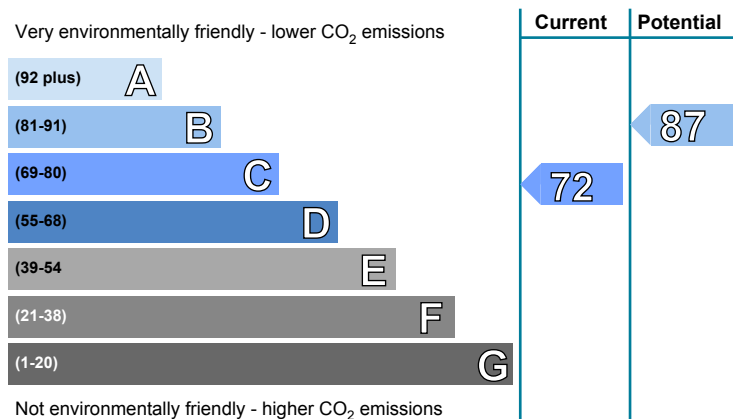 Very environmentally friendly - lower CO₂ emissions
Current
Potential
(92 plus) A
(81-91) B
(69-80) C
(55-68) D
(39-54 E
(21-38) F
(1-20) G
72
87
Not environmentally friendly - higher CO₂ emissions